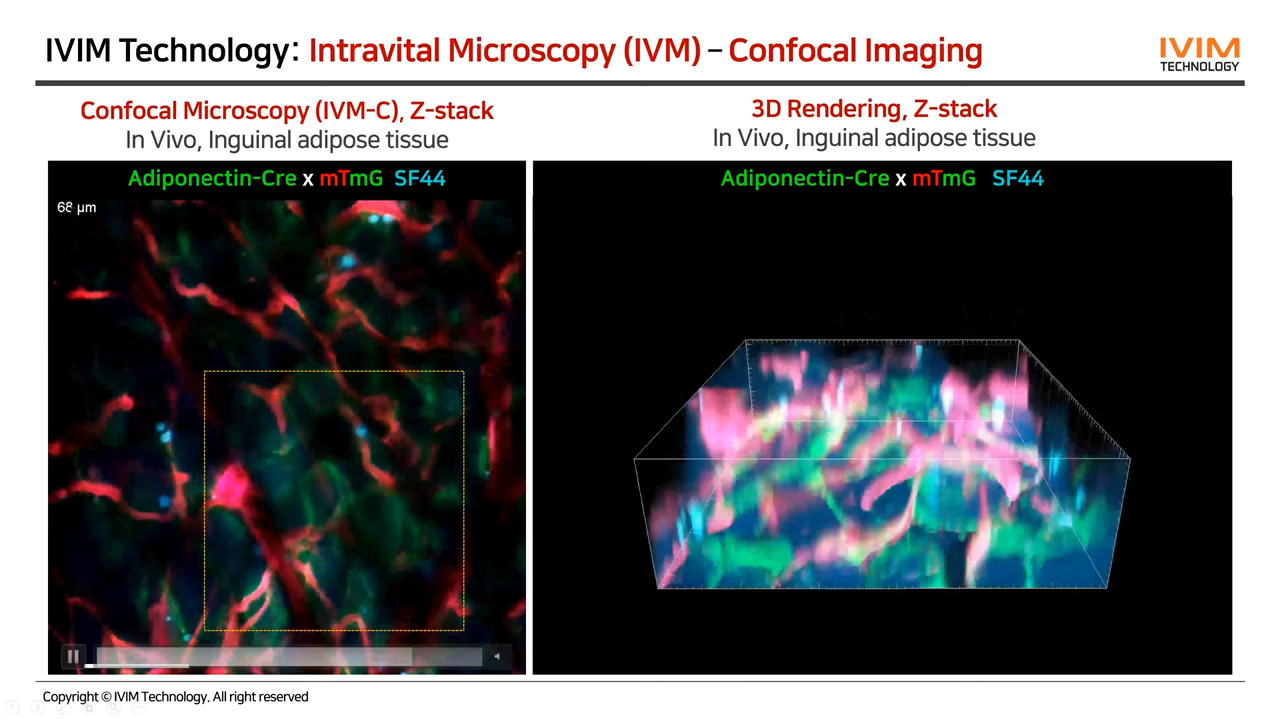 IVIM Technology: Intravital Microscopy (IVM) – Confocal Imaging
IVIM
TECHNOLOGY
Confocal Microscopy (IVM-C), Z-stack
In Vivo, Inguinal adipose tissue
Adiponectin-Cre x mTmG SF44
68 µm
3D Rendering, Z-stack
In Vivo, Inguinal adipose tissue
Adiponectin-Cre x mTmG SF44
Copyright © IVIM Technology. All right reserved